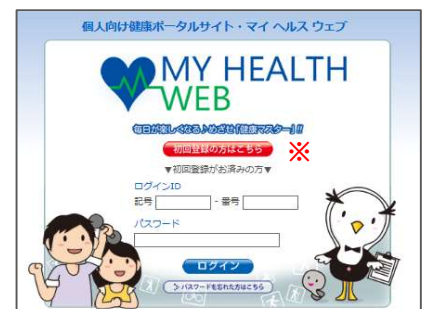 個人向け健康ポータルサイト・マイ ヘルス ウェブ
MY HEALTH
WEB
毎日が楽しくなる♪めざせ「健康マスター」!!
初回登録の方はこちら ※
▼初回登録がお済みの方▼
ログインID
記号 - 番号
パスワード
ログイン
> パスワードを忘れた方はこちら